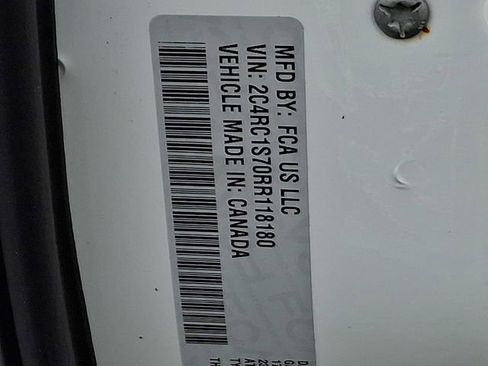 MFD BY: FCA US LLC
VIN: 2C4RC1S70RR118180
VEHICLE MADE IN: CANADA